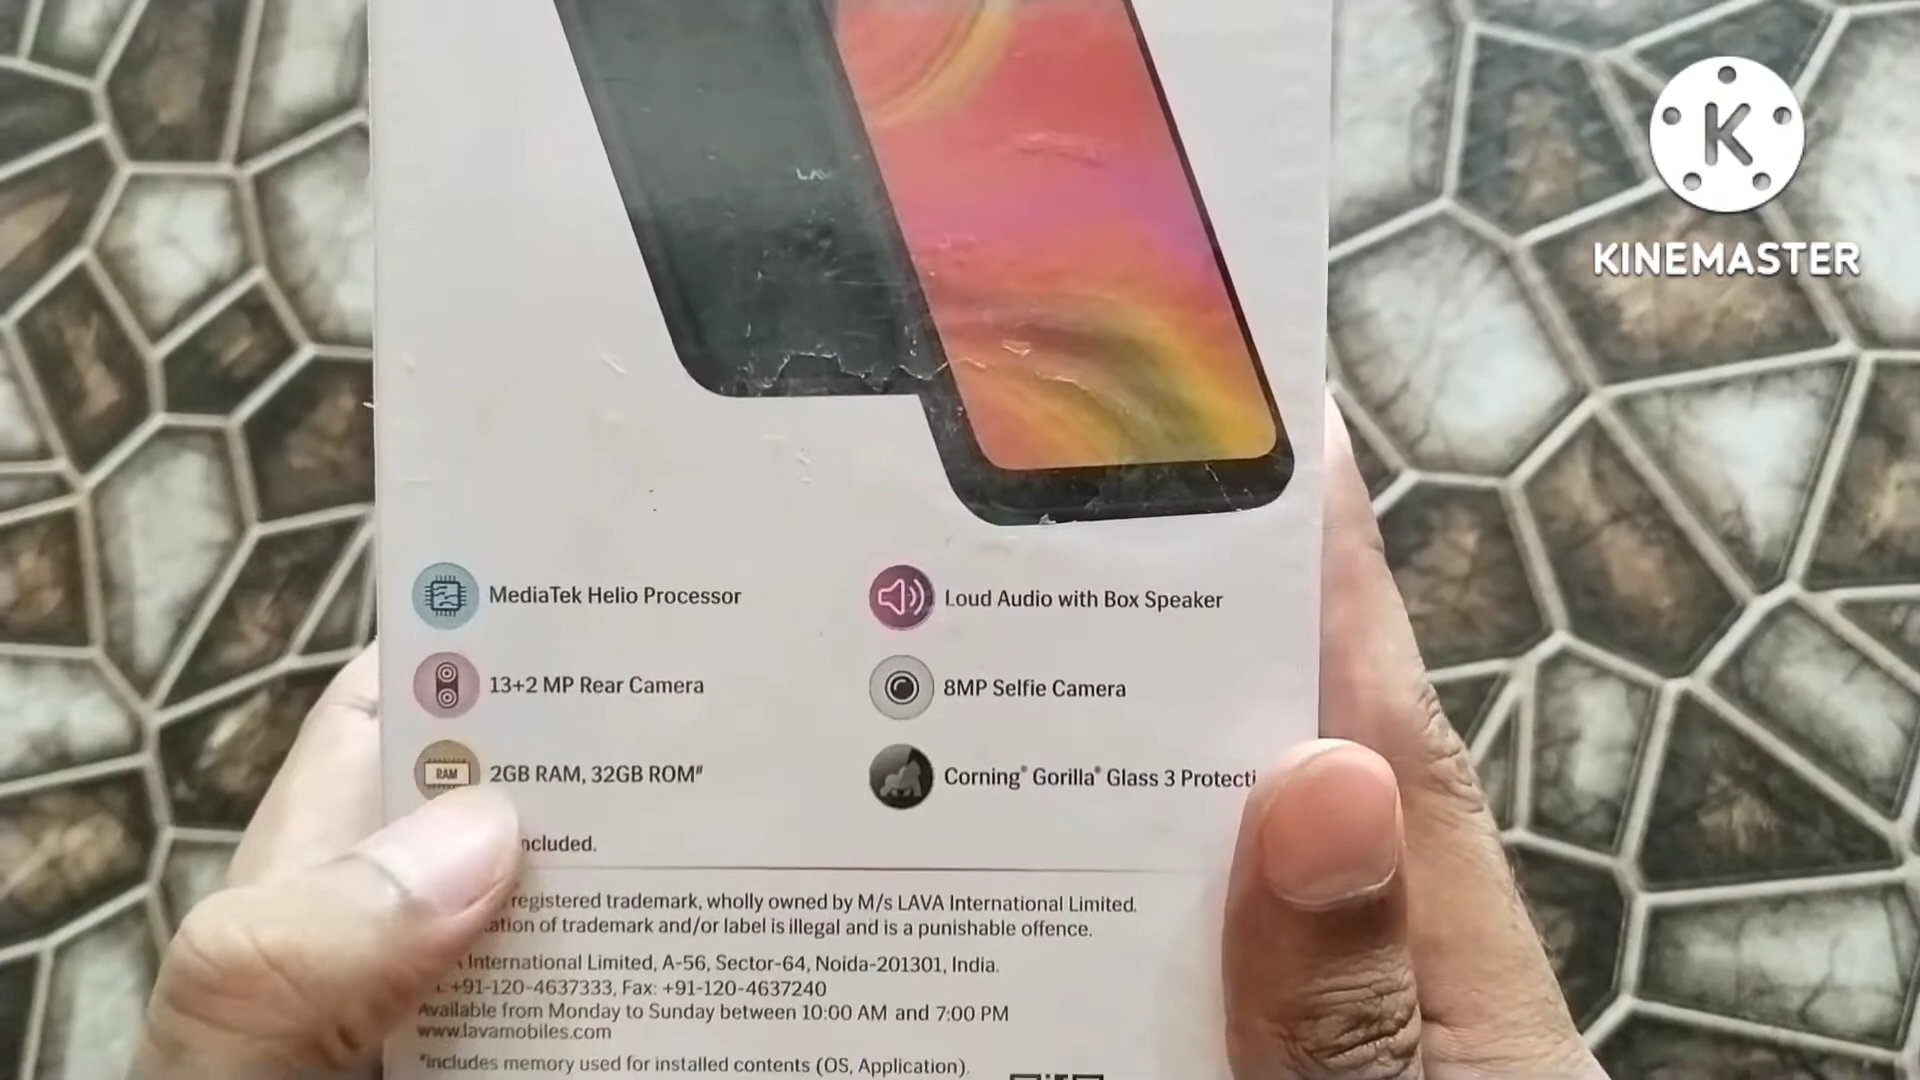 LAV
KINEMASTER
MediaTek Helio Processor
Loud Audio with Box Speaker
13+2 MP Rear Camera
8MP Selfie Camera
RAM
2GB RAM, 32GB ROM#
Corning® Gorilla® Glass 3 Protecti
ncluded.
registered trademark, wholly owned by M/s LAVA International Limited.
ation of trademark and/or label is illegal and is a punishable offence.
International Limited, A-56, Sector-64, Noida-201301, India.
+91-120-4637333, Fax: +91-120-4637240
Available from Monday to Sunday between 10:00 AM and 7:00 PM
www.lavamobiles.com
#includes memory used for installed contents (OS, Application).